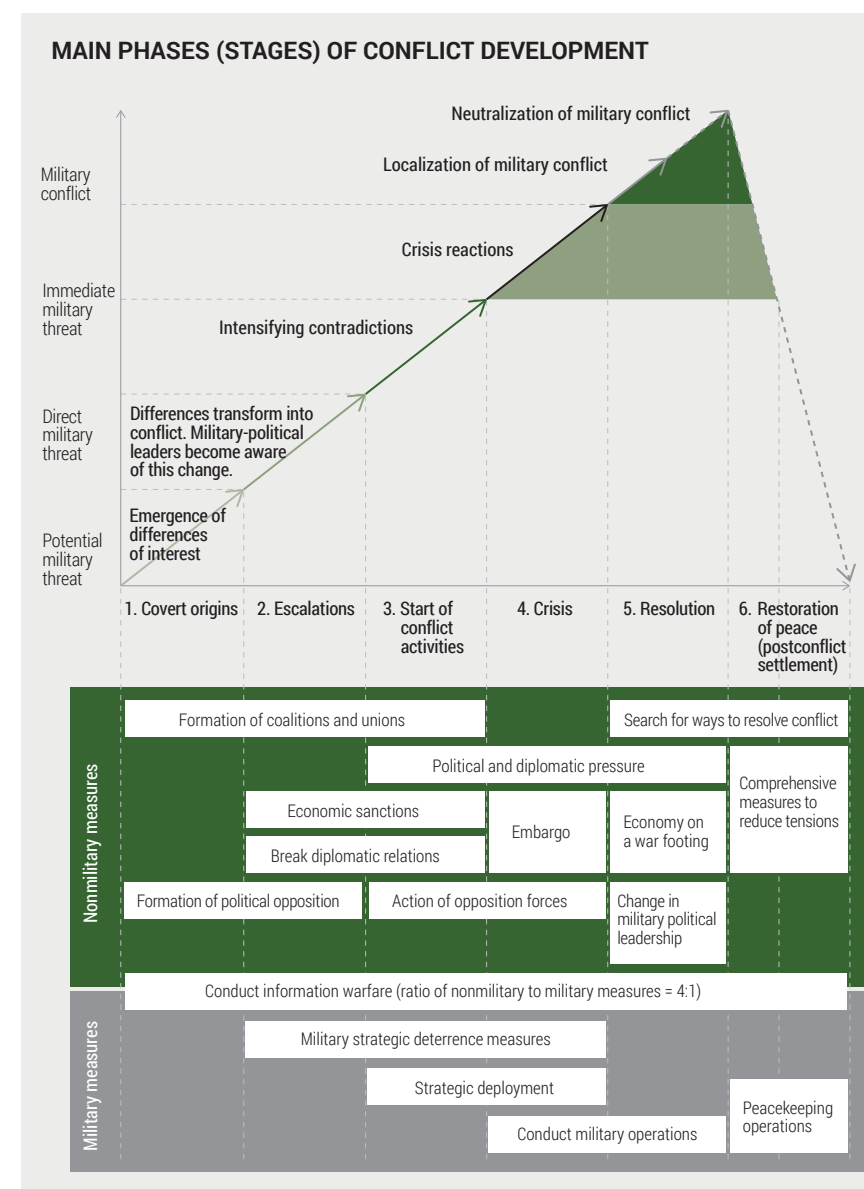 MAIN PHASES (STAGES) OF CONFLICT DEVELOPMENT
Neutralization of military conflict
Localization of military conflict
Military
conflict
Crisis reactions
Immediate
military
threat
Intensifying contradictions
Direct
military
threat
Differences transform into
conflict. Military-political
leaders become aware
of this change.
Potential
military
threat
Emergence of
differences
of interest
1. Covert origins
2. Escalations
3. Start of
conflict
activities
4. Crisis
5. Resolution
6. Restoration
of peace
(postconflict
settlement)
Nonmilitary measures
Formation of coalitions and unions
Search for ways to resolve conflict
Political and diplomatic pressure
Comprehensive
measures to
reduce tensions
Economic sanctions
Embargo
Economy on
a war footing
Break diplomatic relations
Formation of political opposition
Action of opposition forces
Change in
military political
leadership
Conduct information warfare (ratio of nonmilitary to military measures = 4:1)
Military measures
Military strategic deterrence measures
Strategic deployment
Peacekeeping
operations
Conduct military operations